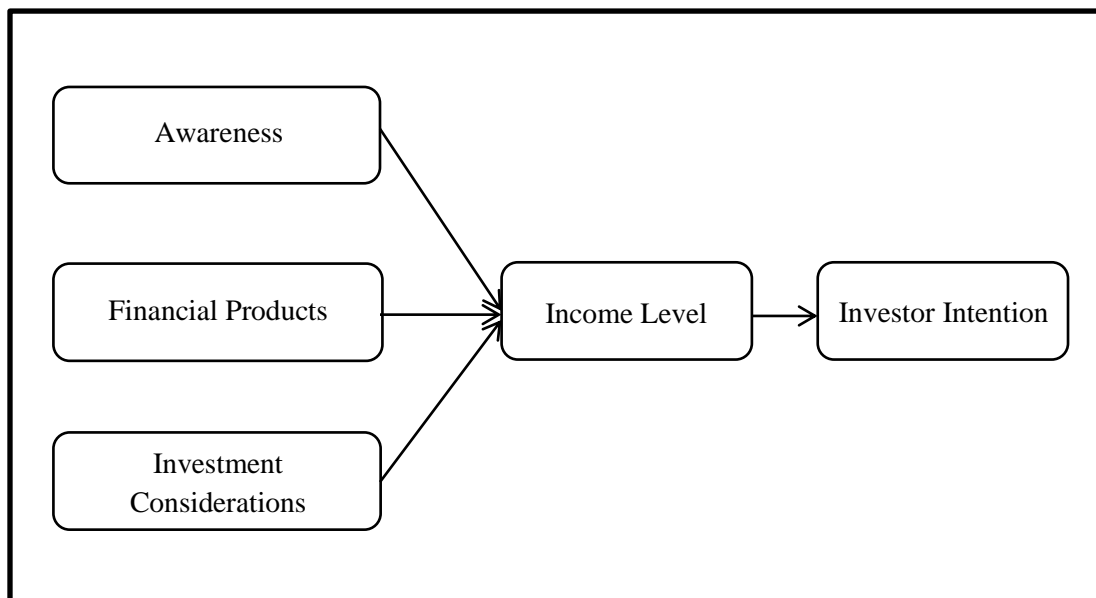 Awareness
Financial Products
Income Level
Investor Intention
Investment
Considerations